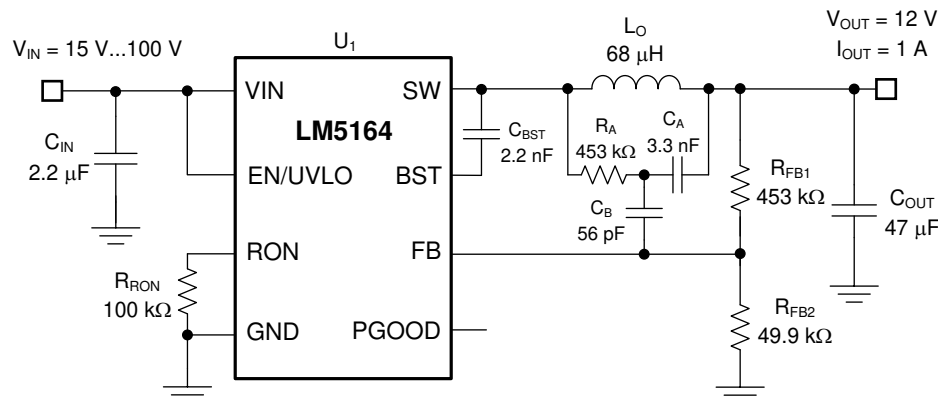 V_IN = 15 V...100 V
U_1
L_O
68 μH
V_OUT = 12 V
I_OUT = 1 A
VIN
SW
LM5164
C_IN
2.2 μF
C_BST
2.2 nF
R_A
453 kΩ
C_A
3.3 nF
EN/UVLO
BST
R_FB1
453 kΩ
C_OUT
47 μF
C_B
56 pF
RON
FB
R_RON
100 kΩ
GND
PGOOD
R_FB2
49.9 kΩ